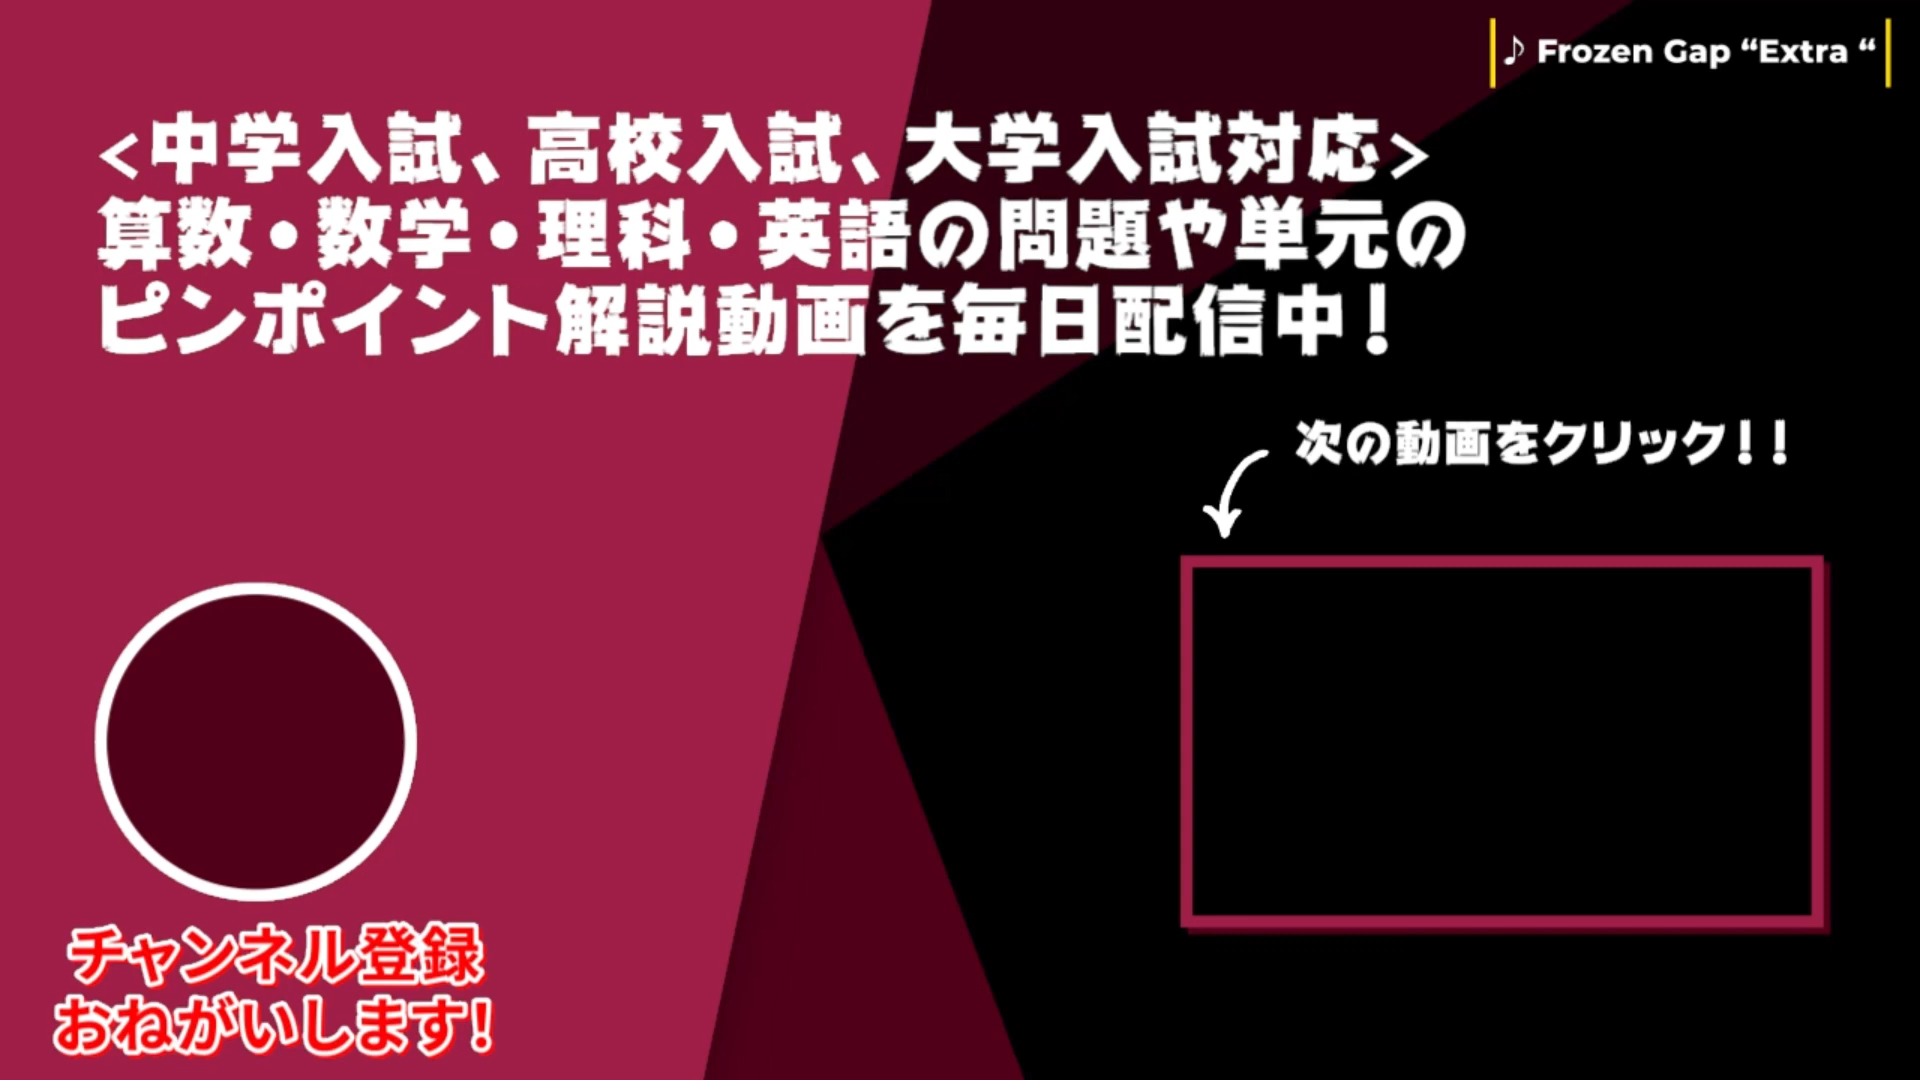 ♪ Frozen Gap “Extra “
<中学入試、高校入試、大学入試対応>
算数・数学・理科・英語の問題や単元の
ピンポイント解説動画を毎日配信中!
次の動画をクリック!!
チャンネル登録
おねがいします!